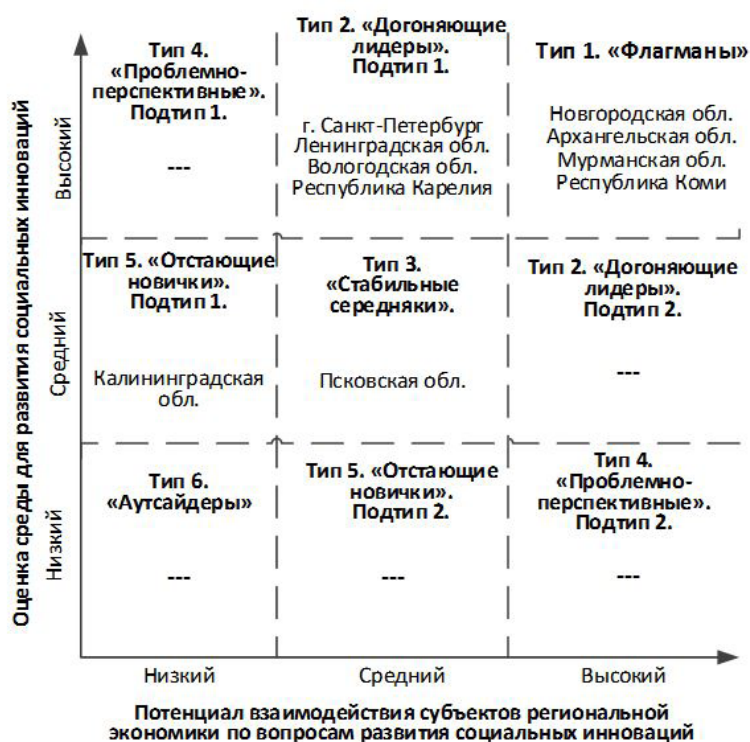 Оценка среды для развития социальных инноваций
Высокий
Тип 4.
«Проблемно-
перспективные».
Подтип 1.
---
Тип 2. «Догоняющие
лидеры».
Подтип 1.
г. Санкт-Петербург
Ленинградская обл.
Вологодская обл.
Республика Карелия
Тип 1. «Флагманы»
Новгородская обл.
Архангельская обл.
Мурманская обл.
Республика Коми
Средний
Тип 5. «Отстающие
новички».
Подтип 1.
Калининградская
обл.
Тип 3.
«Стабильные
середняки».
Псковская обл.
Тип 2. «Догоняющие
лидеры».
Подтип 2.
---
Низкий
Тип 6.
«Аутсайдеры»
---
Тип 5. «Отстающие
новички».
Подтип 2.
---
Тип 4.
«Проблемно-
перспективные».
Подтип 2.
---
Низкий
Средний
Высокий
Потенциал взаимодействия субъектов региональной
экономики по вопросам развития социальных инноваций